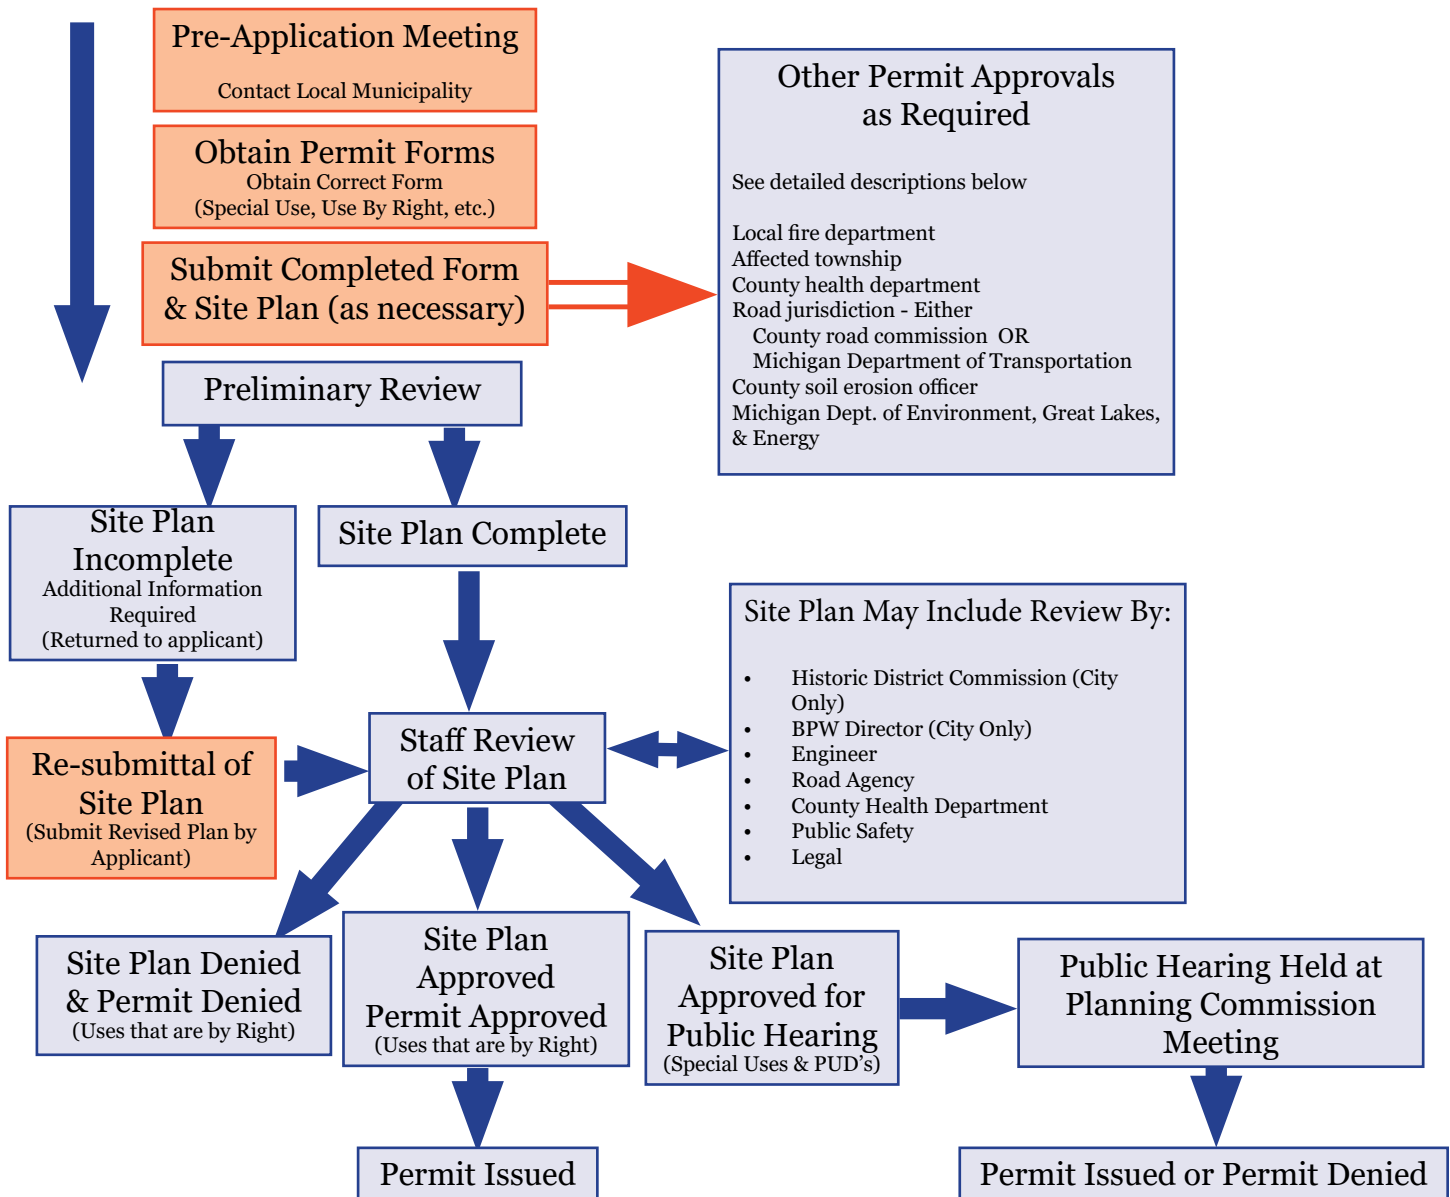 Pre-Application Meeting
Contact Local Municipality
Obtain Permit Forms
Obtain Correct Form
(Special Use, Use By Right, etc.)
Submit Completed Form
& Site Plan (as necessary)
Other Permit Approvals
as Required
See detailed descriptions below
Local fire department
Affected township
County health department
Road jurisdiction - Either
County road commission OR
Michigan Department of Transportation
County soil erosion officer
Michigan Dept. of Environment, Great Lakes,
& Energy
Preliminary Review
Site Plan
Incomplete
Additional Information
Required
(Returned to applicant)
Site Plan Complete
Site Plan May Include Review By:
• Historic District Commission (City
Only)
• BPW Director (City Only)
• Engineer
• Road Agency
• County Health Department
• Public Safety
• Legal
Re-submittal of
Site Plan
(Submit Revised Plan by
Applicant)
Staff Review
of Site Plan
Site Plan Denied
& Permit Denied
(Uses that are by Right)
Site Plan
Approved
Permit Approved
(Uses that are by Right)
Site Plan
Approved for
Public Hearing
(Special Uses & PUD's)
Public Hearing Held at
Planning Commission
Meeting
Permit Issued
Permit Issued or Permit Denied